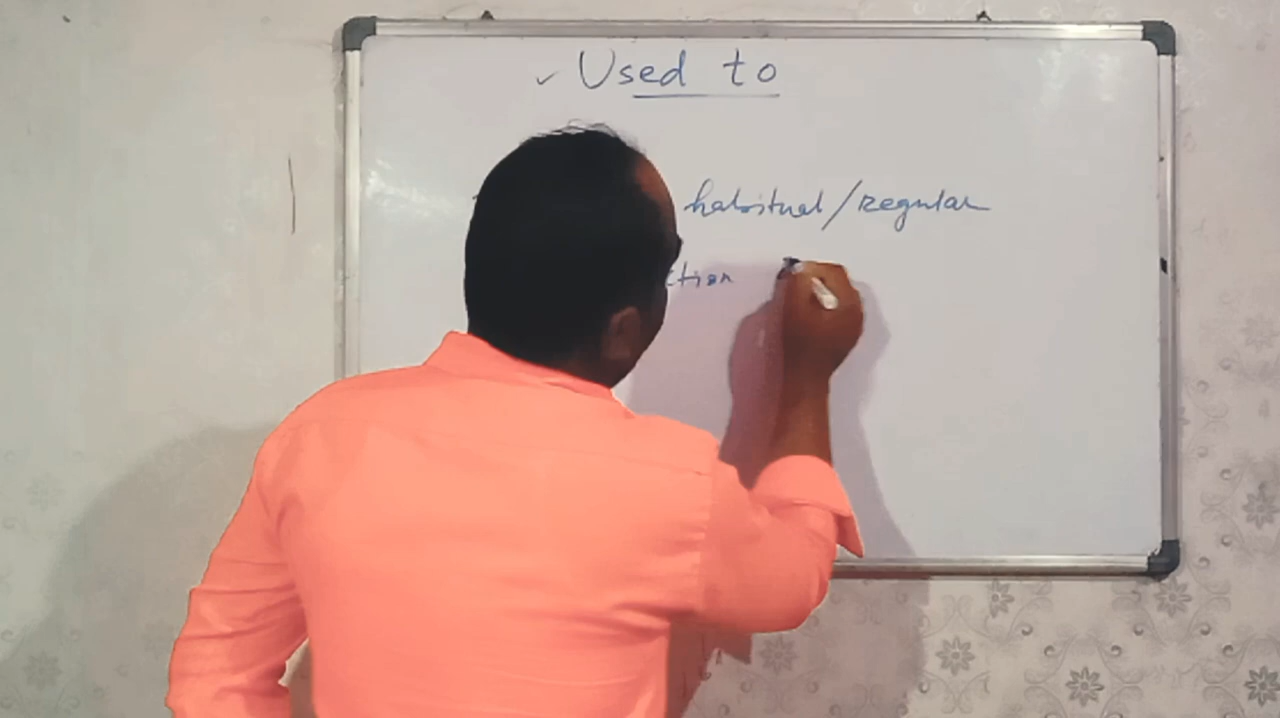 ✓ Used to
habitual/regular
ction